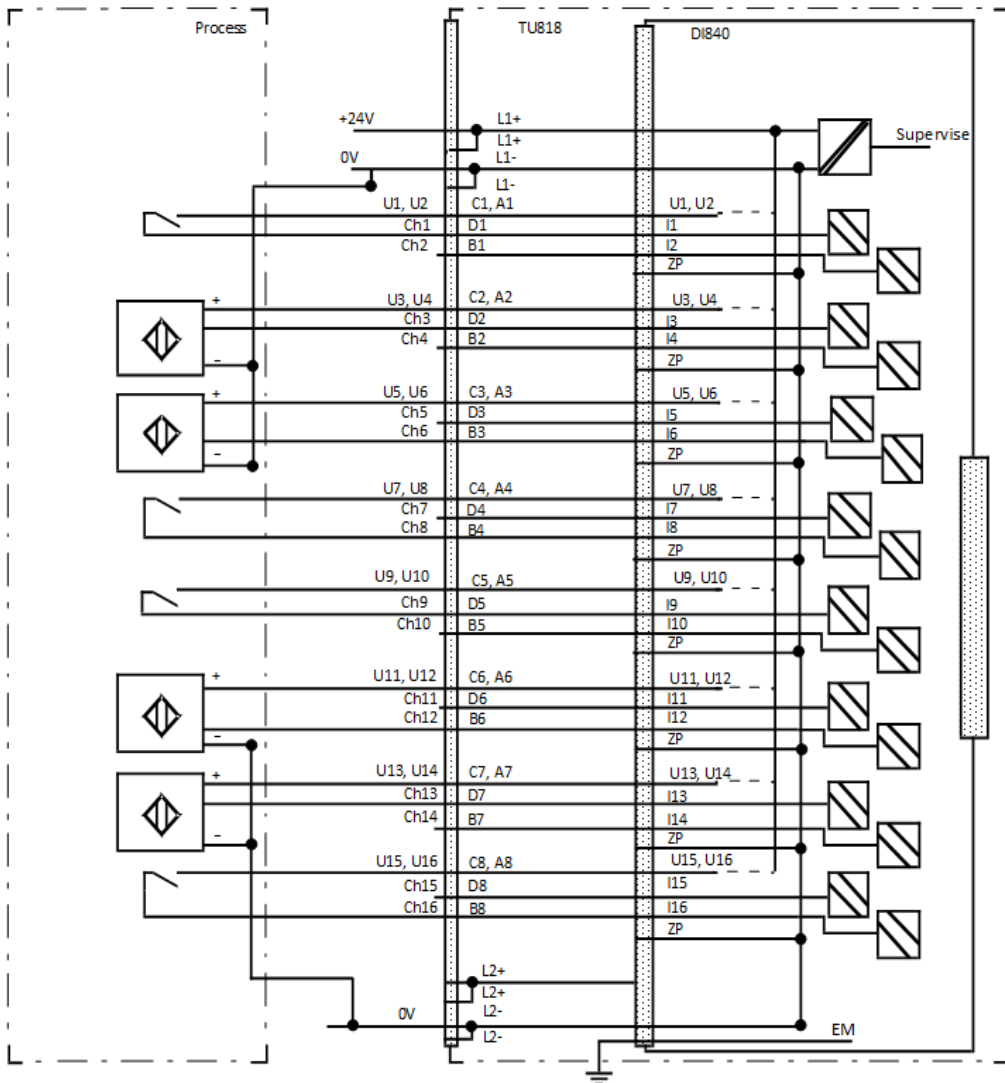 Process TU818 DI840
+24V L1+
L1+ Supervise
0V L1-
L1-
U1, U2 C1, A1 U1, U2
Ch1 D1 I1
Ch2 B1 I2
ZP
+ U3, U4 C2, A2 U3, U4
Ch3 D2 I3
Ch4 B2 I4
– ZP
+ U5, U6 C3, A3 U5, U6
Ch5 D3 I5
Ch6 B3 I6
– ZP
U7, U8 C4, A4 U7, U8
Ch7 D4 I7
Ch8 B4 I8
ZP
U9, U10 C5, A5 U9, U10
Ch9 D5 I9
Ch10 B5 I10
ZP
+ U11, U12 C6, A6 U11, U12
Ch11 D6 I11
Ch12 B6 I12
– ZP
+ U13, U14 C7, A7 U13, U14
Ch13 D7 I13
Ch14 B7 I14
– ZP
U15, U16 C8, A8 U15, U16
Ch15 D8 I15
Ch16 B8 I16
ZP
L2+
L2+
0V L2-
L2- EM